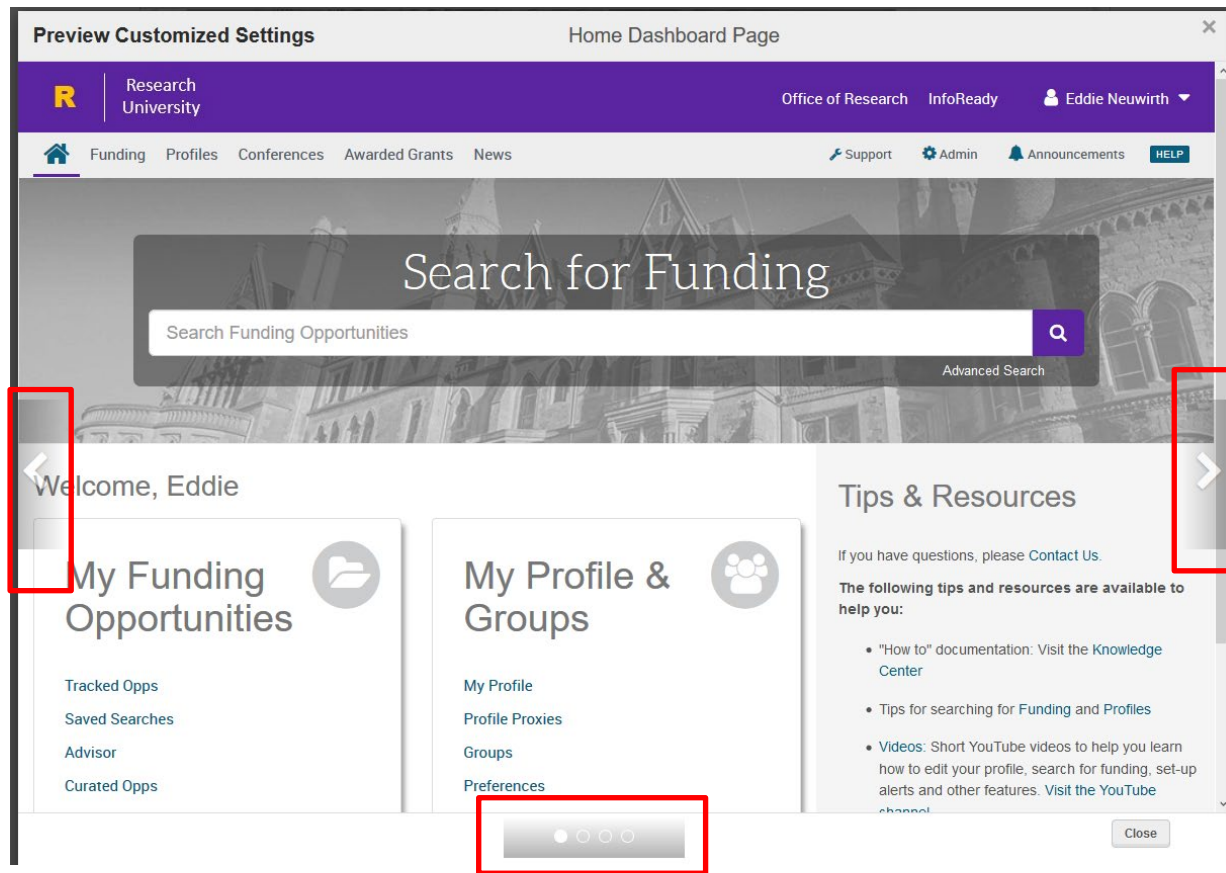 Preview Customized Settings
Home Dashboard Page
×
R
Research
University
Office of Research
InfoReady
Eddie Neuwirth
Funding
Profiles
Conferences
Awarded Grants
News
Support
Admin
Announcements
HELP
Search for Funding
Search Funding Opportunities
Advanced Search
Welcome, Eddie
My Funding
Opportunities
Tracked Opps
Saved Searches
Advisor
Curated Opps
My Profile &
Groups
My Profile
Profile Proxies
Groups
Preferences
Tips & Resources
If you have questions, please Contact Us.
The following tips and resources are available to
help you:
• "How to" documentation: Visit the Knowledge
Center
• Tips for searching for Funding and Profiles
• Videos: Short YouTube videos to help you learn
how to edit your profile, search for funding, set-up
alerts and other features. Visit the YouTube
channel
Close